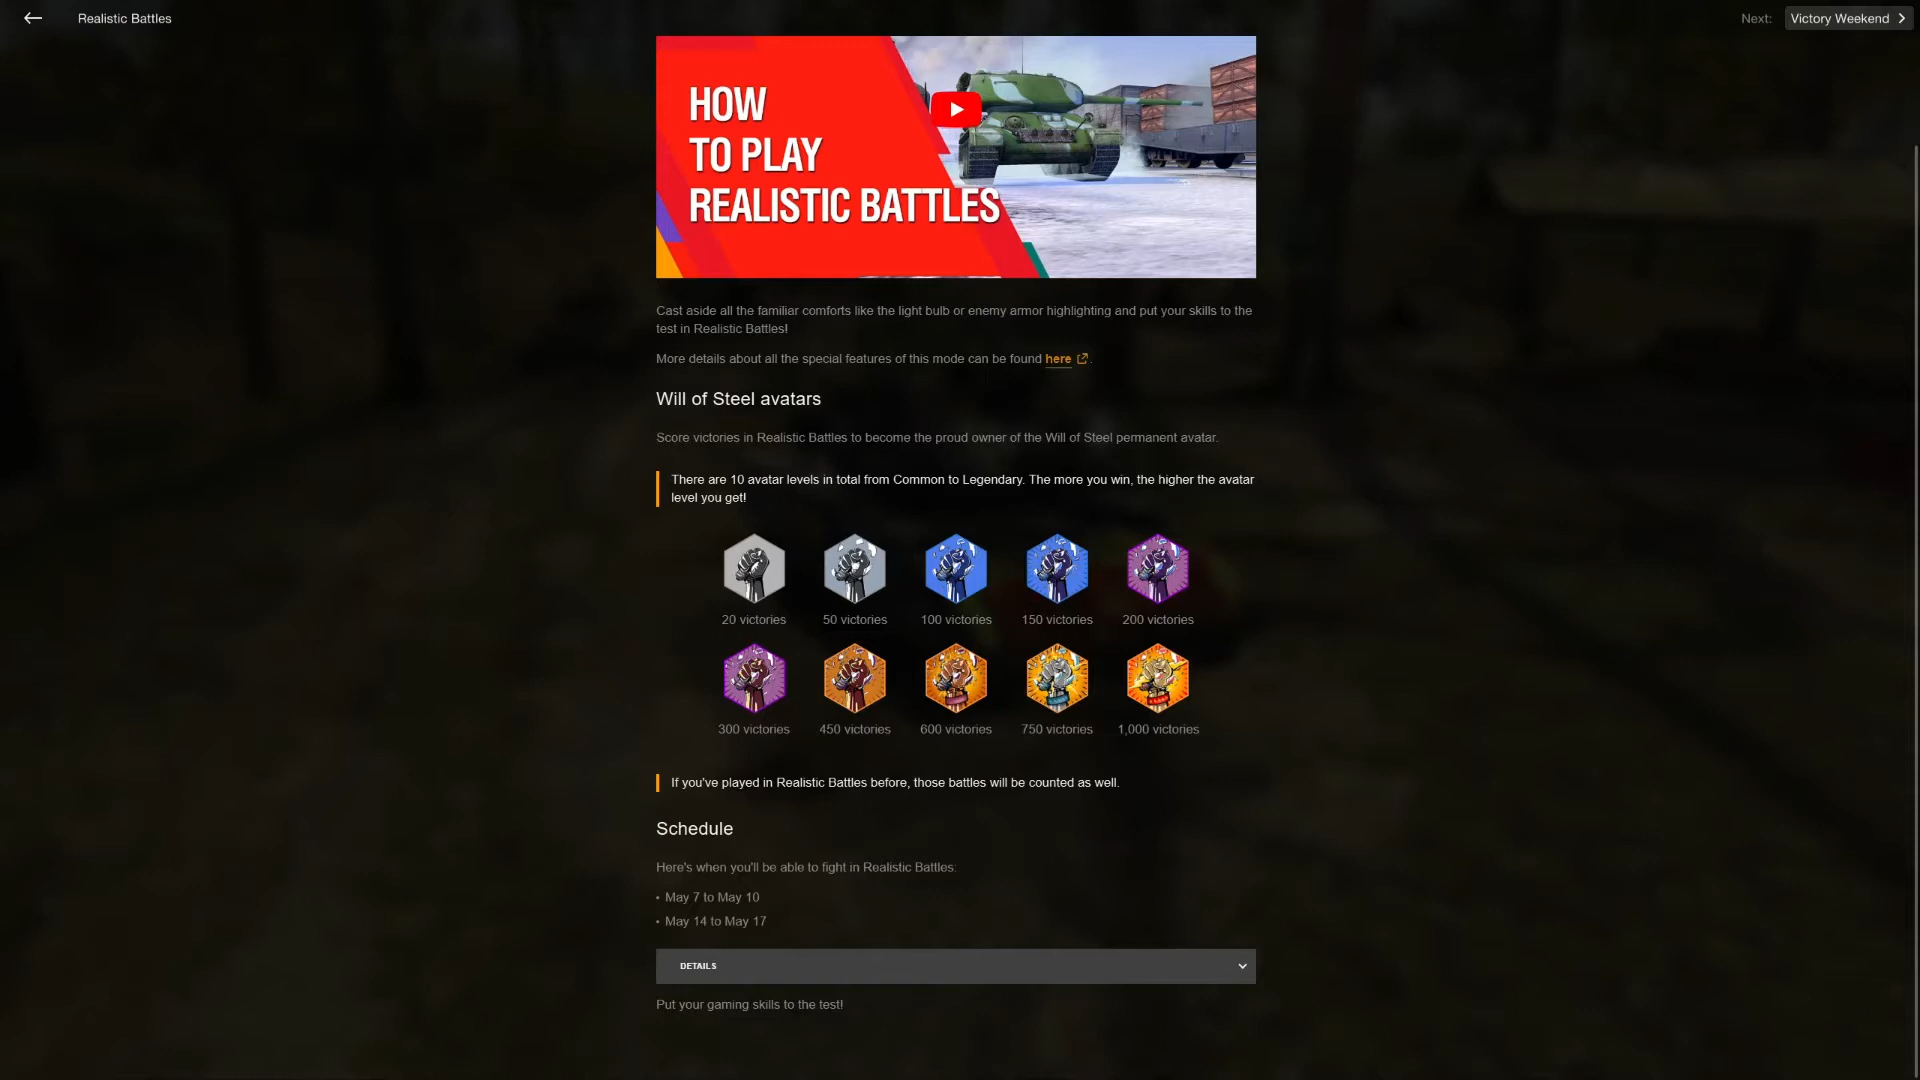 Realistic Battles
Next: Victory Weekend
HOW
TO PLAY
REALISTIC BATTLES
Cast aside all the familiar comforts like the light bulb or enemy armor highlighting and put your skills to the
test in Realistic Battles!
More details about all the special features of this mode can be found here.
Will of Steel avatars
Score victories in Realistic Battles to become the proud owner of the Will of Steel permanent avatar.
There are 10 avatar levels in total from Common to Legendary. The more you win, the higher the avatar
level you get!
20 victories 50 victories 100 victories 150 victories 200 victories
300 victories 450 victories 600 victories 750 victories 1,000 victories
If you've played in Realistic Battles before, those battles will be counted as well.
Schedule
Here's when you'll be able to fight in Realistic Battles:
• May 7 to May 10
• May 14 to May 17
DETAILS
Put your gaming skills to the test!